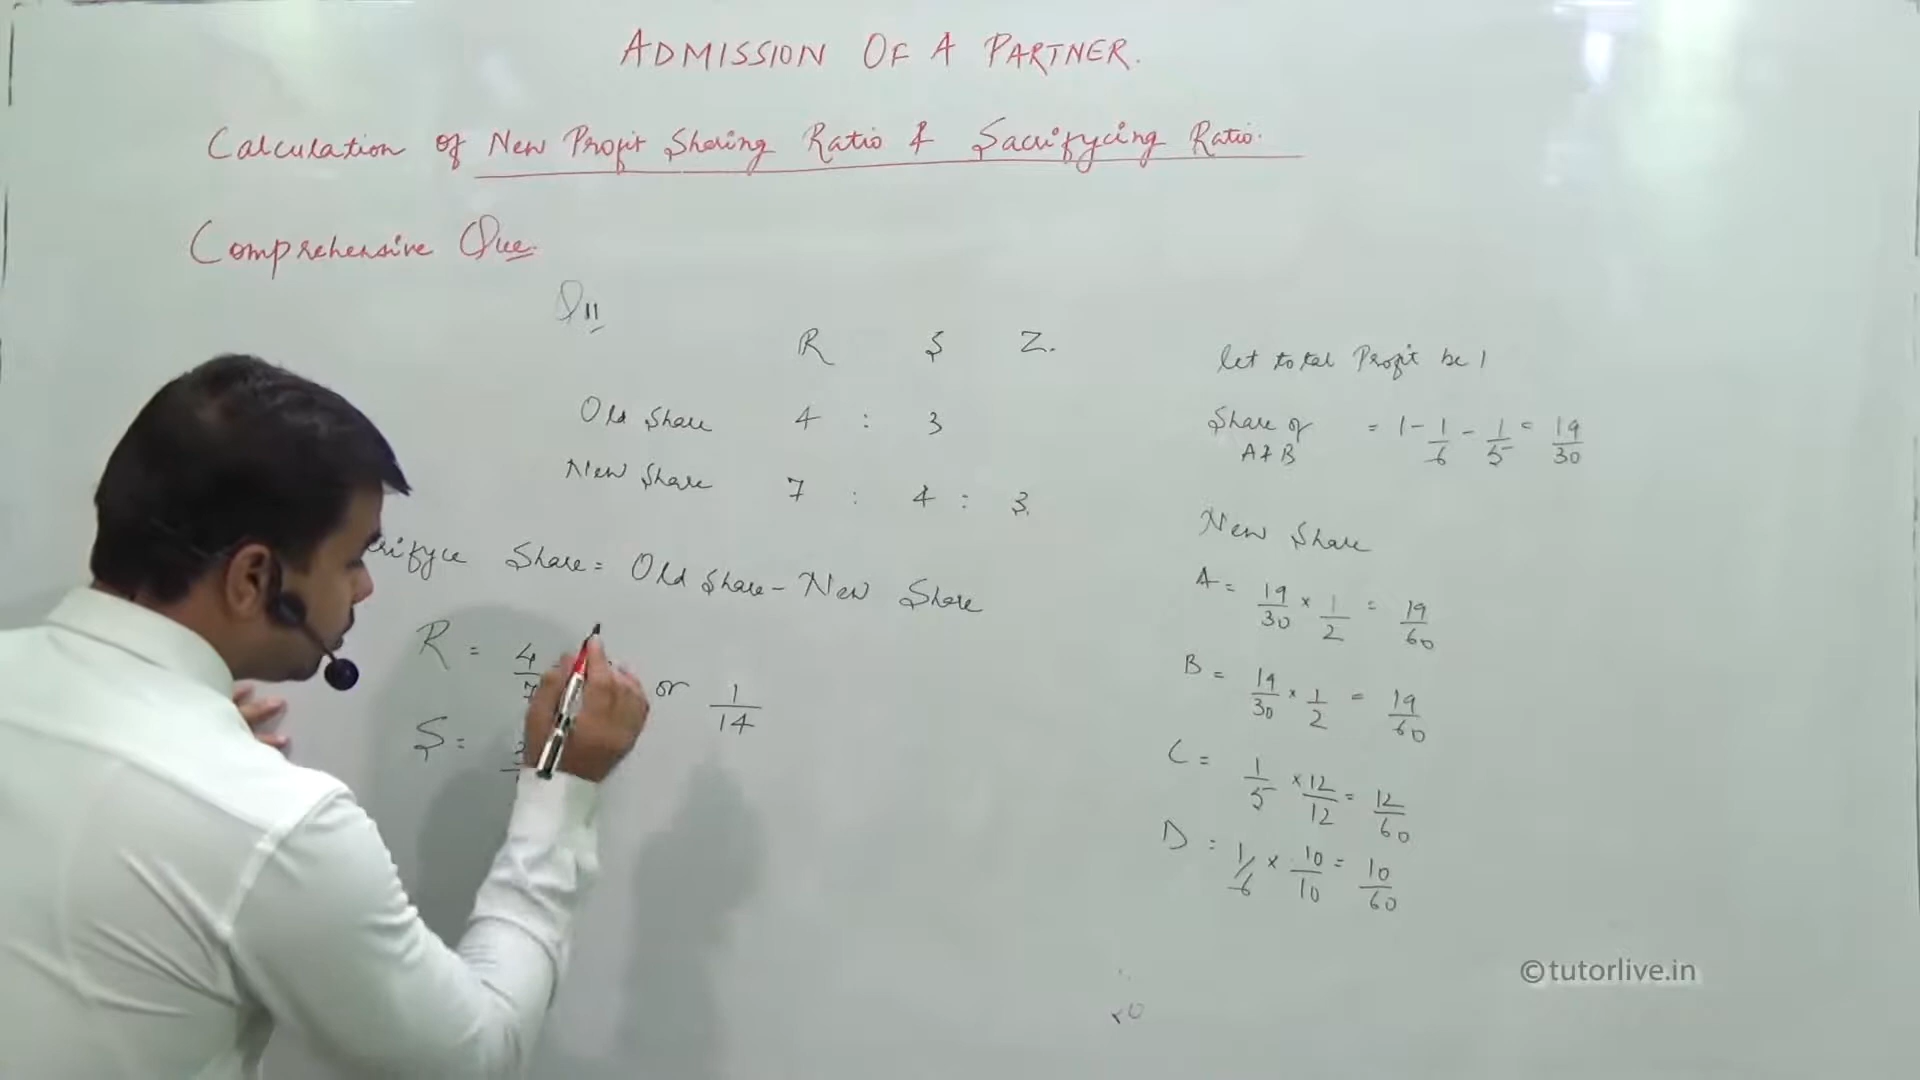 ADMISSION OF A PARTNER.
Calculation of New Profit Sharing Ratio & Sacrifycing Ratio.
Comprehensive Que.
Q11
R S Z.
Old Share 4 : 3
New Share 7 : 4 : 3.
Share = Old Share - New Share
R = 4/7 or 1/14
S =
let total Profit be 1
Share of A & B = 1 - 1/6 - 1/5 = 19/30
New Share
A = 19/30 × 1/2 = 19/60
B = 19/30 × 1/2 = 19/60
C = 1/5 × 12/12 = 12/60
D = 1/6 × 10/10 = 10/60
©tutorlive.in